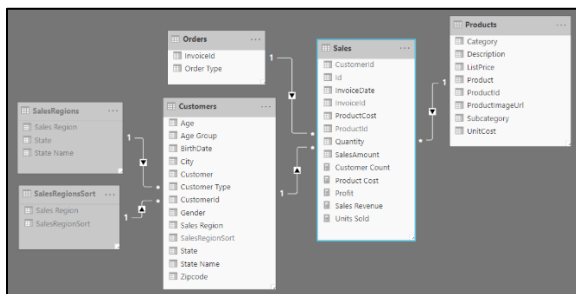 Orders
InvoiceId
Order Type
Sales
CustomerId
Id
InvoiceDate
InvoiceId
ProductCost
ProductId
Quantity
SalesAmount
Customer Count
Product Cost
Profit
Sales Revenue
Units Sold
Products
Category
Description
ListPrice
Product
ProductId
ProductImageUrl
Subcategory
UnitCost
SalesRegions
Sales Region
State
State Name
SalesRegionsSort
Sales Region
SalesRegionSort
Customers
Age
Age Group
BirthDate
City
Customer
Customer Type
CustomerId
Gender
Sales Region
SalesRegionSort
State
State Name
Zipcode
1
1
1
1
1